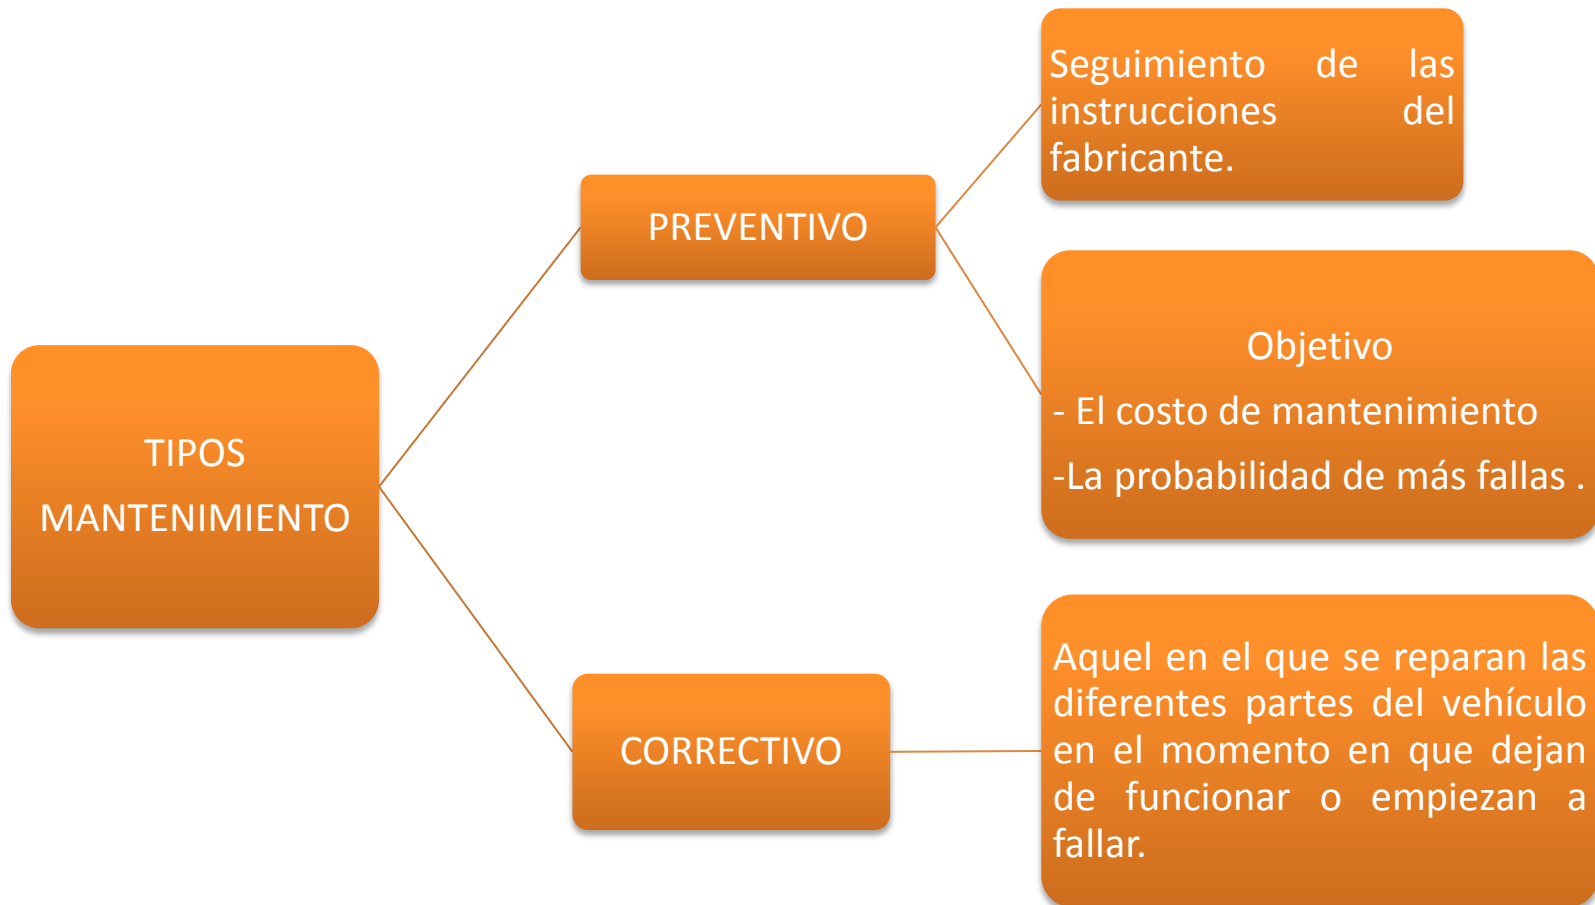 TIPOS
MANTENIMIENTO
PREVENTIVO
Seguimiento de las
instrucciones del
fabricante.
Objetivo
- El costo de mantenimiento
-La probabilidad de más fallas .
CORRECTIVO
Aquel en el que se reparan las
diferentes partes del vehículo
en el momento en que dejan
de funcionar o empiezan a
fallar.